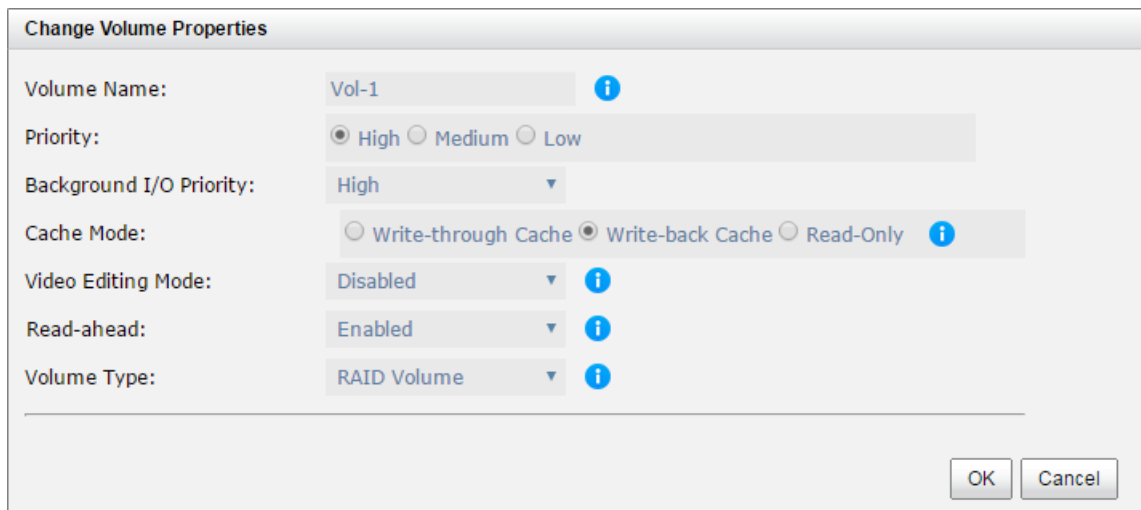 Change Volume Properties
Volume Name: Vol-1
Priority: High Medium Low
Background I/O Priority: High
Cache Mode: Write-through Cache Write-back Cache Read-Only
Video Editing Mode: Disabled
Read-ahead: Enabled
Volume Type: RAID Volume
OK Cancel